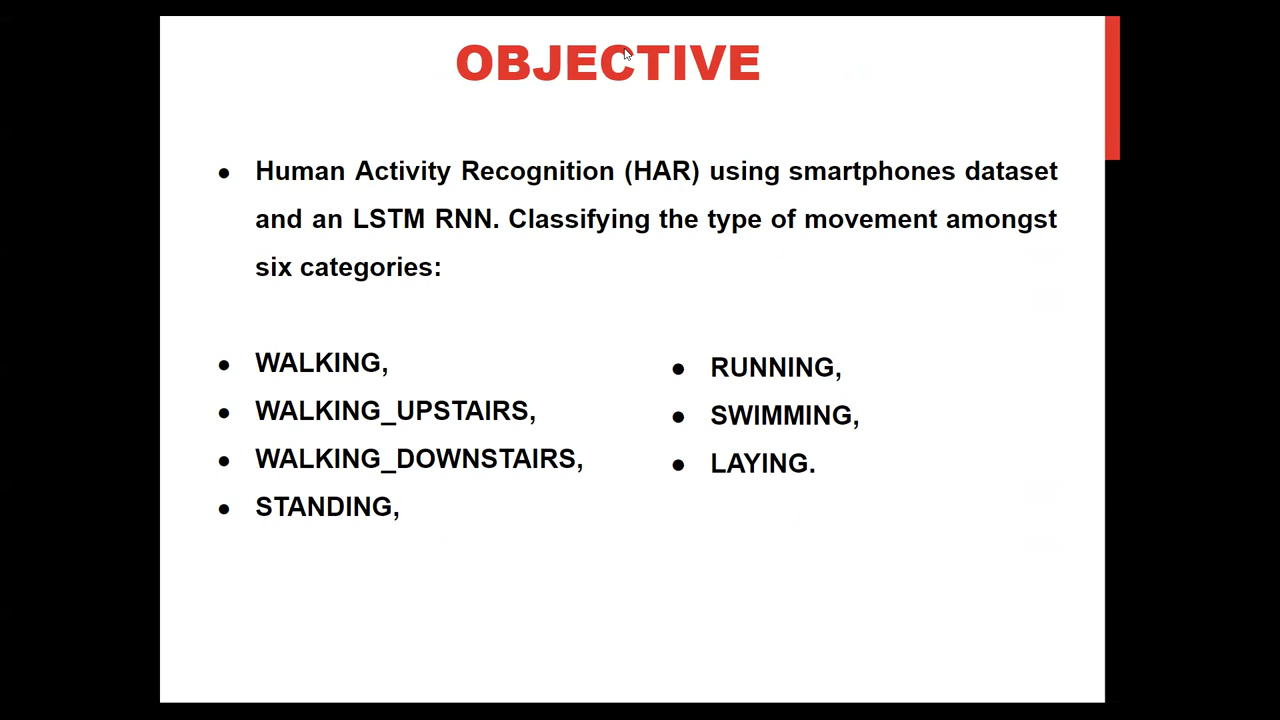 OBJECTIVE
● Human Activity Recognition (HAR) using smartphones dataset
and an LSTM RNN. Classifying the type of movement amongst
six categories:
● WALKING,
● WALKING_UPSTAIRS,
● WALKING_DOWNSTAIRS,
● STANDING,
● RUNNING,
● SWIMMING,
● LAYING.